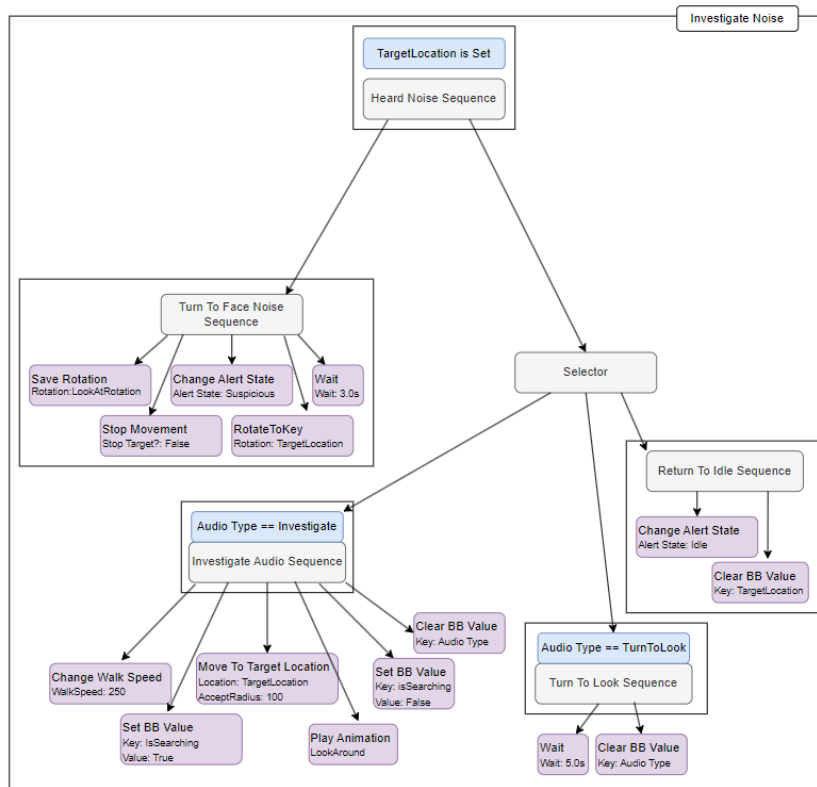 Investigate Noise
TargetLocation is Set
Heard Noise Sequence
Turn To Face Noise
Sequence
Save Rotation
Rotation:LookAtRotation
Change Alert State
Alert State: Suspicious
Wait
Wait: 3.0s
Stop Movement
Stop Target?: False
RotateToKey
Rotation: TargetLocation
Selector
Return To Idle Sequence
Change Alert State
Alert State: Idle
Clear BB Value
Key: TargetLocation
Audio Type == Investigate
Investigate Audio Sequence
Clear BB Value
Key: Audio Type
Change Walk Speed
WalkSpeed: 250
Move To Target Location
Location: TargetLocation
AcceptRadius: 100
Set BB Value
Key: isSearching
Value: False
Set BB Value
Key: IsSearching
Value: True
Play Animation
LookAround
Audio Type == TurnToLook
Turn To Look Sequence
Wait
Wait: 5.0s
Clear BB Value
Key: Audio Type